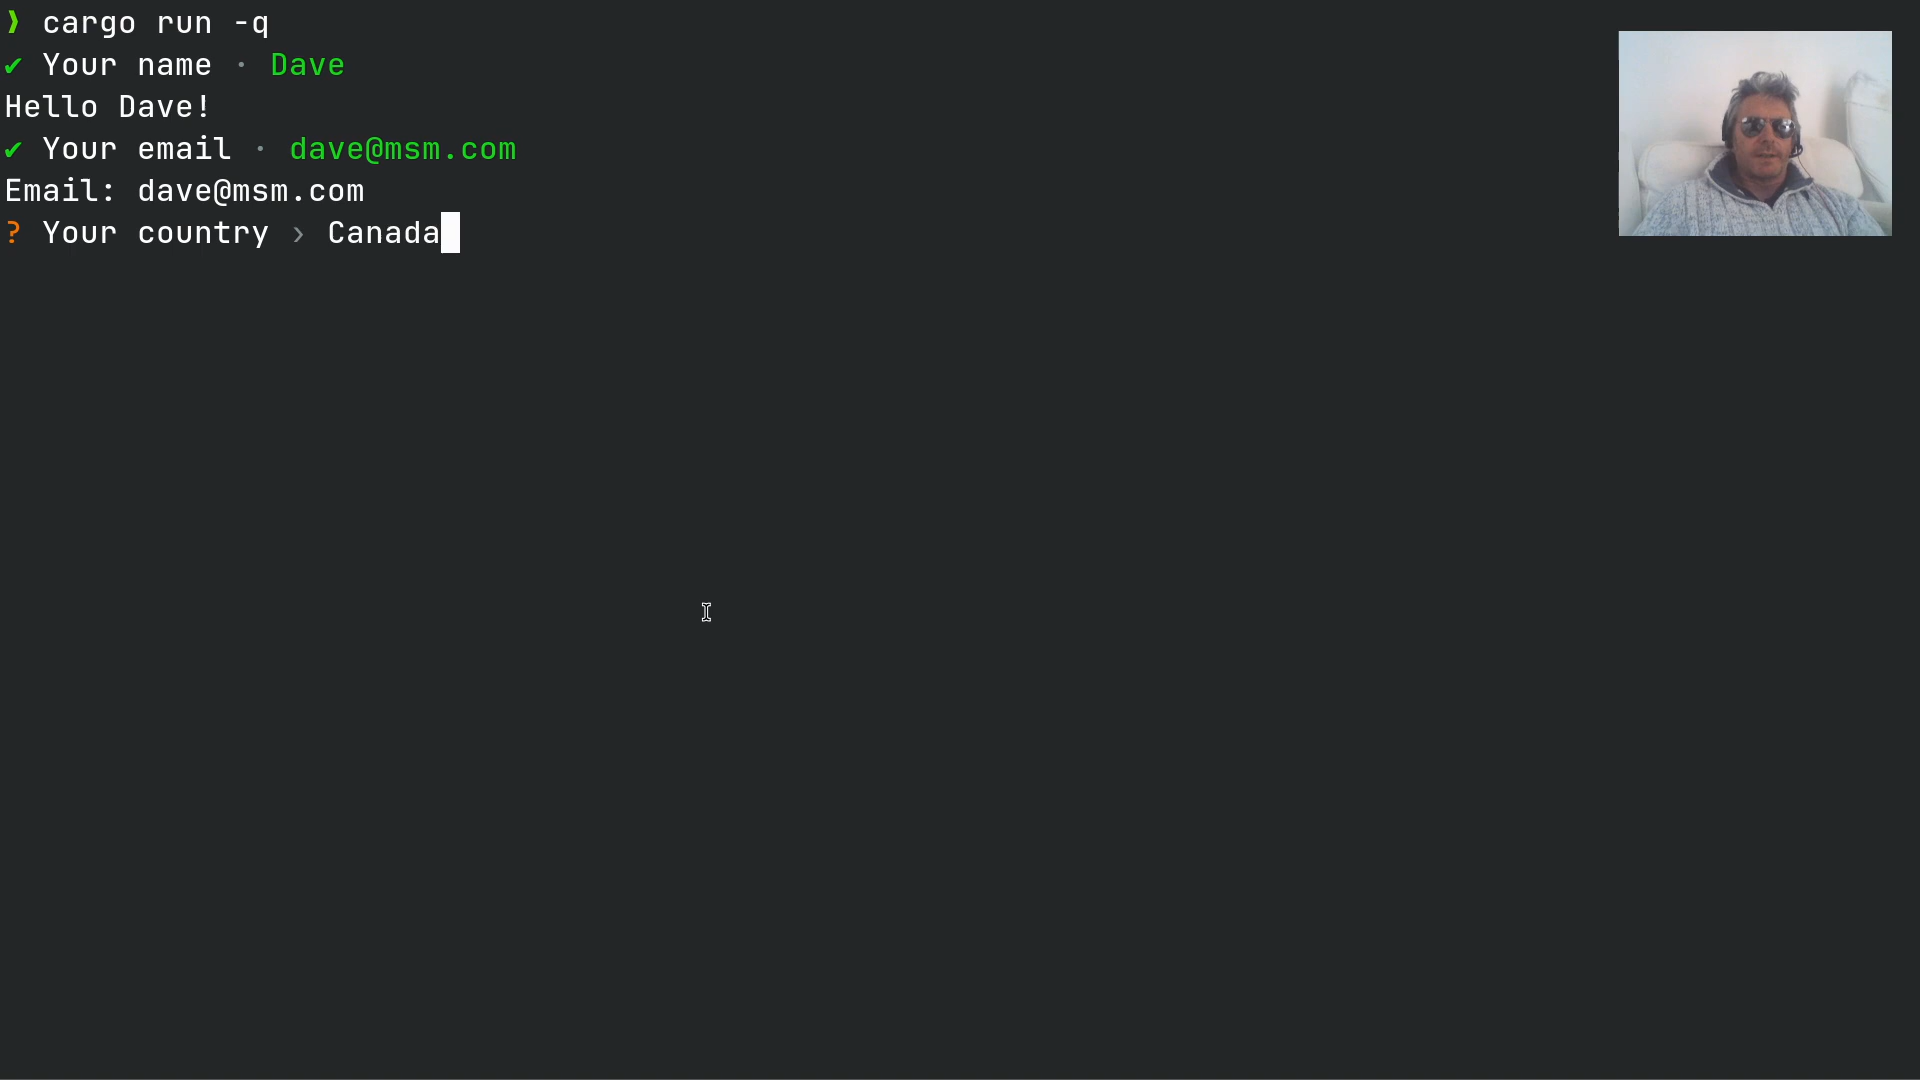 ❱ cargo run -q
✔ Your name · Dave
Hello Dave!
✔ Your email · dave@msm.com
Email: dave@msm.com
? Your country › Canada